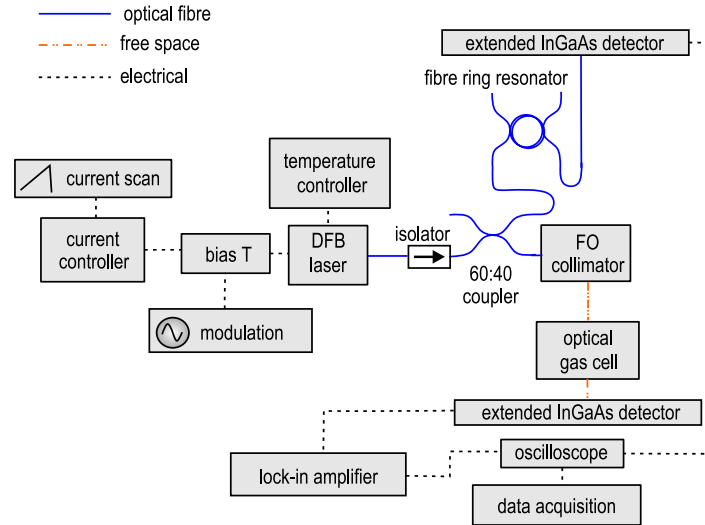 optical fibre
free space
electrical
extended InGaAs detector
fibre ring resonator
temperature
controller
current scan
current
controller
bias T
DFB
laser
isolator
60:40
coupler
FO
collimator
modulation
optical
gas cell
extended InGaAs detector
oscilloscope
lock-in amplifier
data acquisition